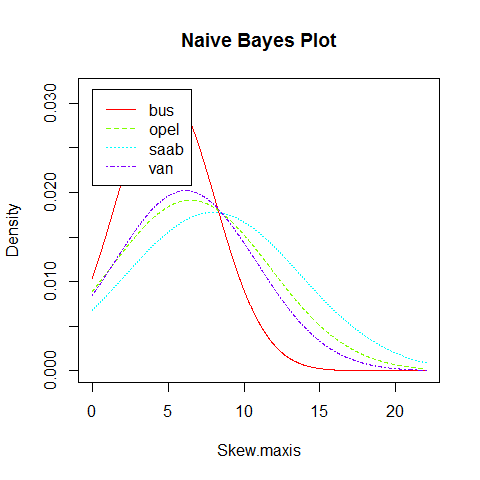 Naive Bayes Plot
bus
opel
saab
van
Density
0.030
0.020
0.010
0.000
0
5
10
15
20
Skew.maxis